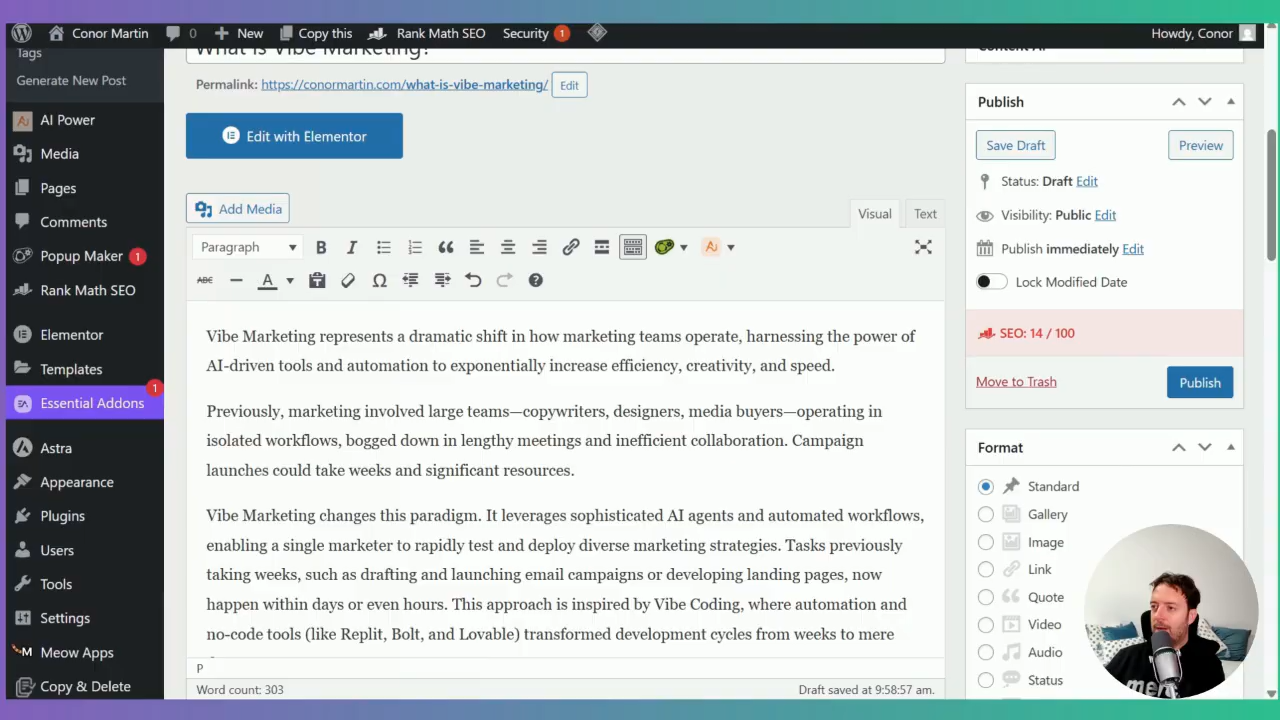 Conor Martin 0 New Copy this Rank Math SEO Security 1 Howdy, Conor
Tags
Generate New Post
AI Power
Media
Pages
Comments
Popup Maker 1
Rank Math SEO
Elementor
Templates
Essential Addons 1
Astra
Appearance
Plugins
Users
Tools
Settings
Meow Apps
Copy & Delete
What is Vibe Marketing?
Permalink: https://conormartin.com/what-is-vibe-marketing/ Edit
Edit with Elementor
Add Media
Visual Text
Paragraph B I
ABC A
Vibe Marketing represents a dramatic shift in how marketing teams operate, harnessing the power of
AI-driven tools and automation to exponentially increase efficiency, creativity, and speed.
Previously, marketing involved large teams—copywriters, designers, media buyers—operating in
isolated workflows, bogged down in lengthy meetings and inefficient collaboration. Campaign
launches could take weeks and significant resources.
Vibe Marketing changes this paradigm. It leverages sophisticated AI agents and automated workflows,
enabling a single marketer to rapidly test and deploy diverse marketing strategies. Tasks previously
taking weeks, such as drafting and launching email campaigns or developing landing pages, now
happen within days or even hours. This approach is inspired by Vibe Coding, where automation and
no-code tools (like Replit, Bolt, and Lovable) transformed development cycles from weeks to mere
P
Word count: 303 Draft saved at 9:58:57 am.
Content AI
Publish
Save Draft Preview
Status: Draft Edit
Visibility: Public Edit
Publish immediately Edit
Lock Modified Date
SEO: 14 / 100
Move to Trash Publish
Format
Standard
Gallery
Image
Link
Quote
Video
Audio
Status